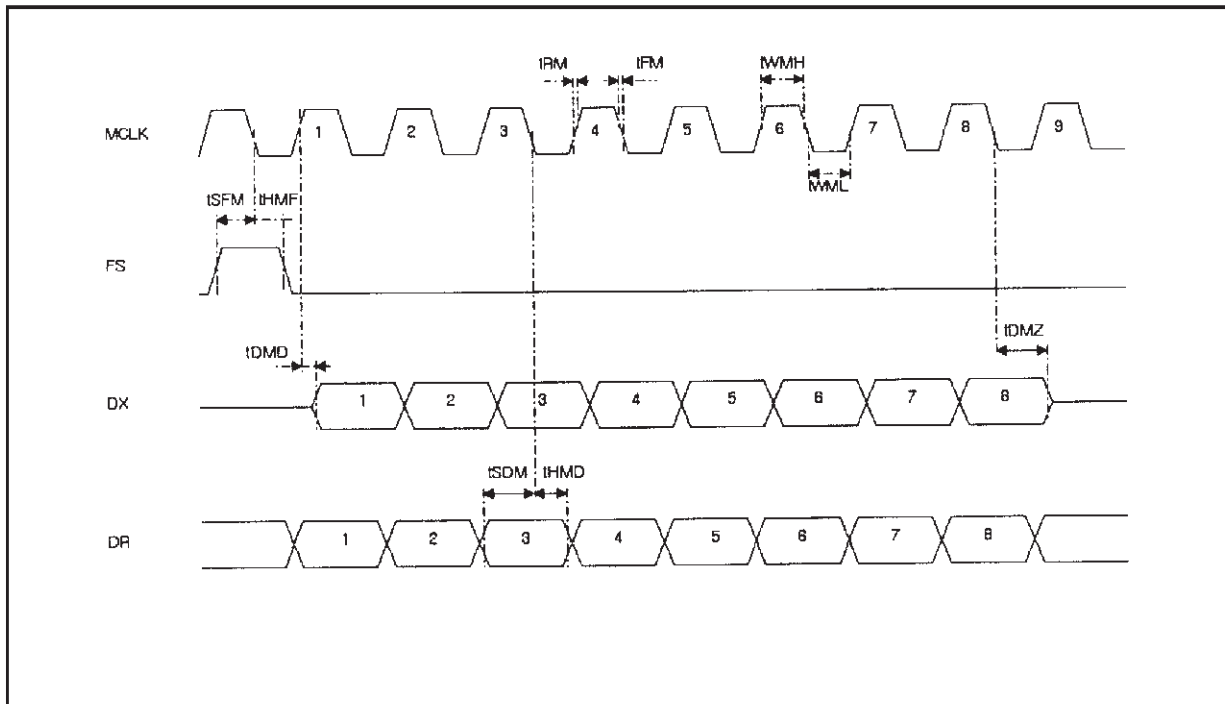 tRM tFM tWMH
MCLK 1 2 3 4 5 6 7 8 9
tWML
tSFM tHMF
FS
tDMD tDMZ
DX 1 2 3 4 5 6 7 8
tSDM tHMD
DR 1 2 3 4 5 6 7 8